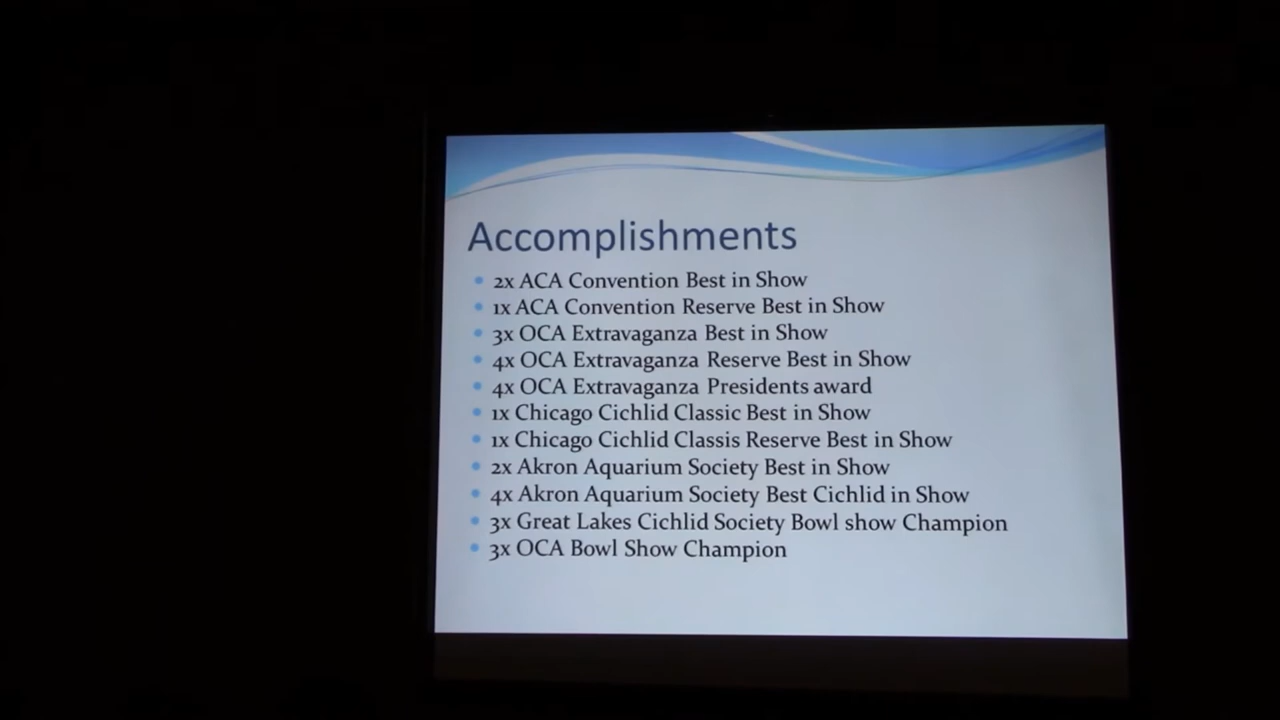 Accomplishments
2x ACA Convention Best in Show
1x ACA Convention Reserve Best in Show
3x OCA Extravaganza Best in Show
4x OCA Extravaganza Reserve Best in Show
4x OCA Extravaganza Presidents award
1x Chicago Cichlid Classic Best in Show
1x Chicago Cichlid Classis Reserve Best in Show
2x Akron Aquarium Society Best in Show
4x Akron Aquarium Society Best Cichlid in Show
3x Great Lakes Cichlid Society Bowl show Champion
3x OCA Bowl Show Champion